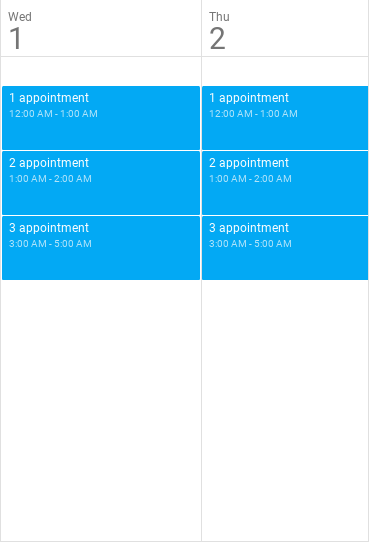 Wed
1
Thu
2
1 appointment
12:00 AM - 1:00 AM
2 appointment
1:00 AM - 2:00 AM
3 appointment
3:00 AM - 5:00 AM
1 appointment
12:00 AM - 1:00 AM
2 appointment
1:00 AM - 2:00 AM
3 appointment
3:00 AM - 5:00 AM